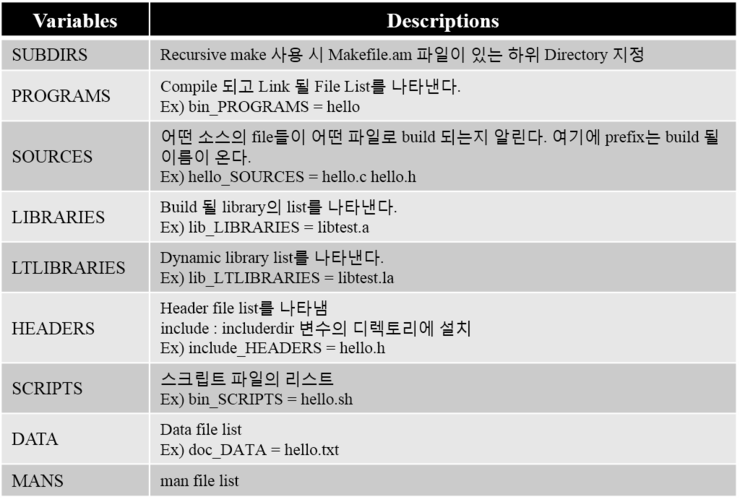 Variables
Descriptions
SUBDIRS
Recursive make 사용 시 Makefile.am 파일이 있는 하위 Directory 지정
PROGRAMS
Compile 되고 Link 될 File List를 나타낸다.
Ex) bin_PROGRAMS = hello
SOURCES
어떤 소스의 file들이 어떤 파일로 build 되는지 알린다. 여기에 prefix는 build 될
이름이 온다.
Ex) hello_SOURCES = hello.c hello.h
LIBRARIES
Build 될 library의 list를 나타낸다.
Ex) lib_LIBRARIES = libtest.a
LTLIBRARIES
Dynamic library list를 나타낸다.
Ex) lib_LTLIBRARIES = libtest.la
HEADERS
Header file list를 나타냄
include : includerdir 변수의 디렉토리에 설치
Ex) include_HEADERS = hello.h
SCRIPTS
스크립트 파일의 리스트
Ex) bin_SCRIPTS = hello.sh
DATA
Data file list
Ex) doc_DATA = hello.txt
MANS
man file list